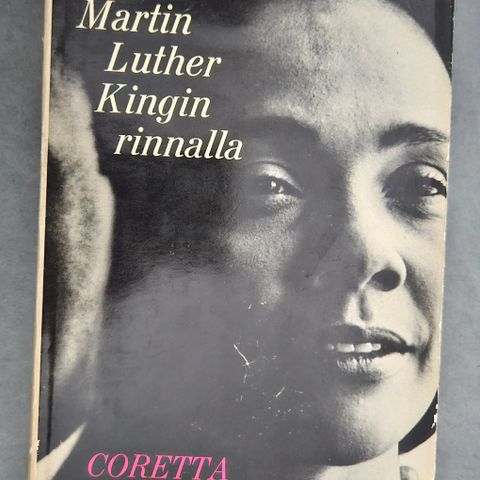 Martin
Luther
Kingin
rinnalla
CORETTA